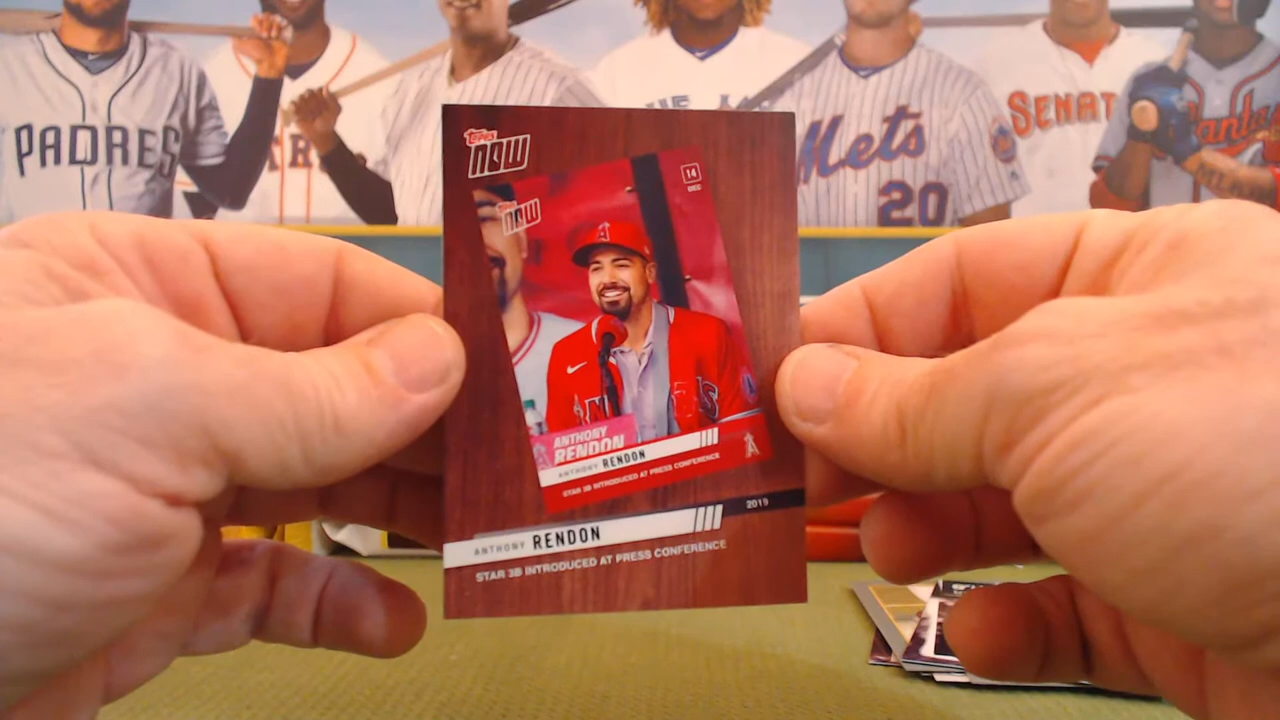 PADRES
Mets
20
SENAT
TOPPS
NOW
14
DEC
TOPPS
NOW
A
ANTHONY
RENDON
ANTHONY RENDON
STAR 3B INTRODUCED AT PRESS CONFERENCE
A
2019
ANTHONY RENDON
STAR 3B INTRODUCED AT PRESS CONFERENCE